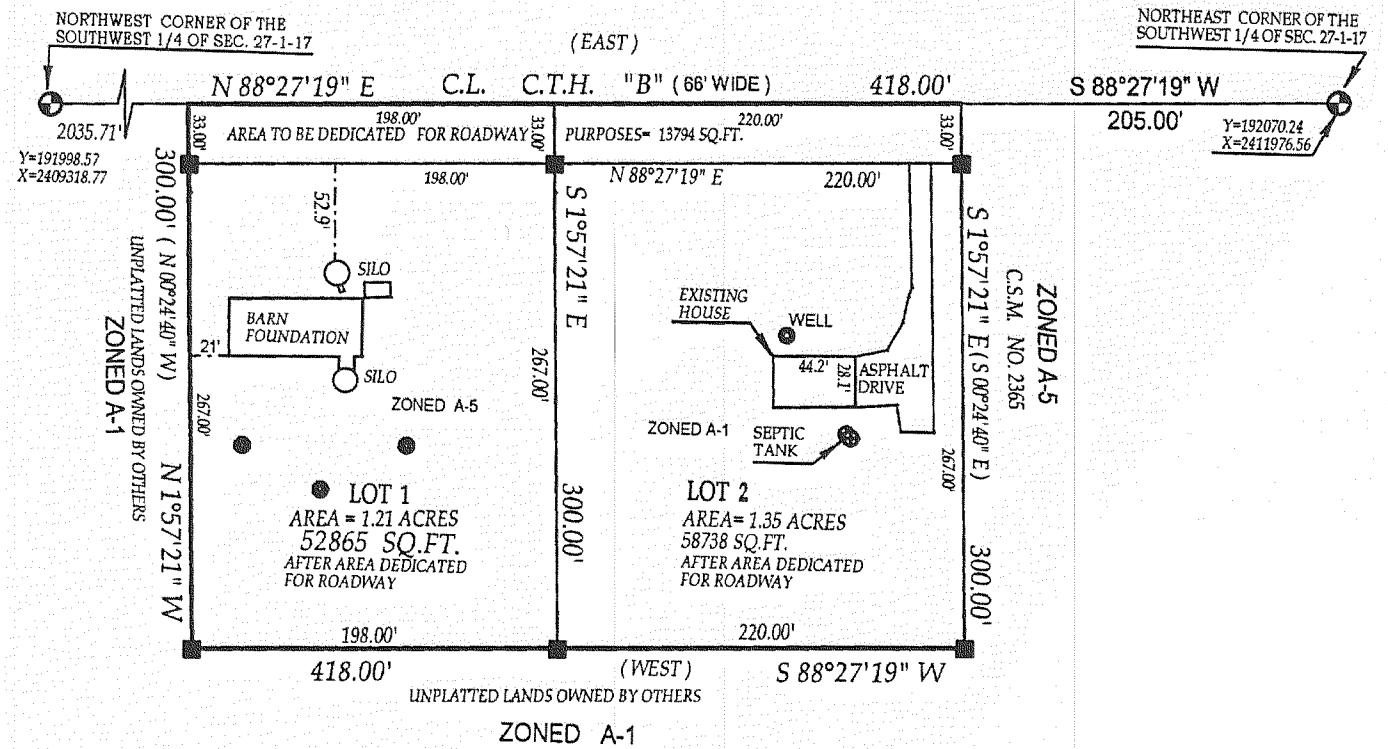 NORTHWEST CORNER OF THE
SOUTHWEST 1/4 OF SEC. 27-1-17
(EAST)
NORTHEAST CORNER OF THE
SOUTHWEST 1/4 OF SEC. 27-1-17
N 88°27'19" E C.L. C.T.H. "B" (66' WIDE) 418.00'
S 88°27'19" W
205.00'
2035.71'
Y=191998.57
X=2409318.77
Y=192070.24
X=2411976.56
33.00'
198.00'
33.00'
220.00'
33.00'
AREA TO BE DEDICATED FOR ROADWAY PURPOSES= 13794 SQ.FT.
198.00'
N 88°27'19" E
220.00'
300.00' (N 00°24'40" W)
UNPLATTED LANDS OWNED BY OTHERS
ZONED A-1
267.00'
N 1°57'21" W
52.9'
SILO
BARN
FOUNDATION
21'
SILO
ZONED A-5
S 1°57'21" E
267.00'
300.00'
EXISTING
HOUSE
WELL
44.2'
28.1'
ASPHALT
DRIVE
ZONED A-1
SEPTIC
TANK
S 1°57'21" E (S 00°24'40" E)
C.S.M. NO. 2365
ZONED A-5
267.00'
300.00'
LOT 1
AREA = 1.21 ACRES
52865 SQ.FT.
AFTER AREA DEDICATED
FOR ROADWAY
LOT 2
AREA= 1.35 ACRES
58738 SQ.FT.
AFTER AREA DEDICATED
FOR ROADWAY
198.00'
220.00'
418.00'
(WEST)
S 88°27'19" W
UNPLATTED LANDS OWNED BY OTHERS
ZONED A-1